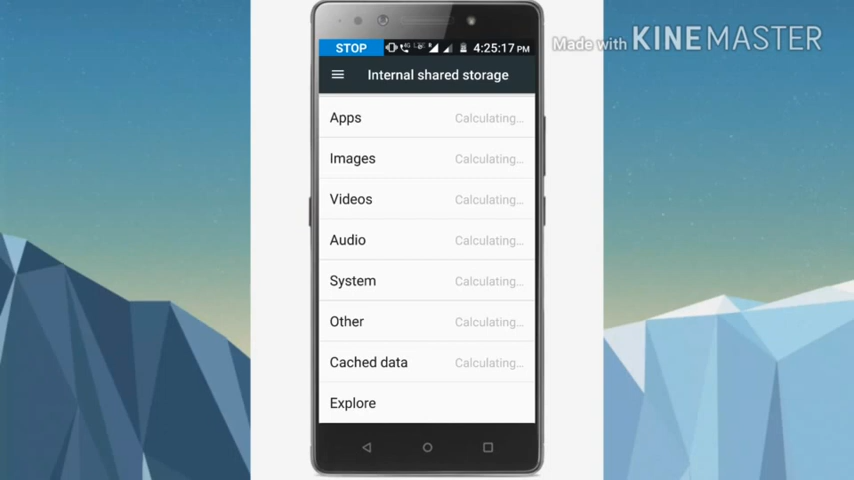 Made with KINEMASTER
STOP 4:25:17 PM
Internal shared storage
Apps Calculating...
Images Calculating...
Videos Calculating...
Audio Calculating...
System Calculating...
Other Calculating...
Cached data Calculating...
Explore